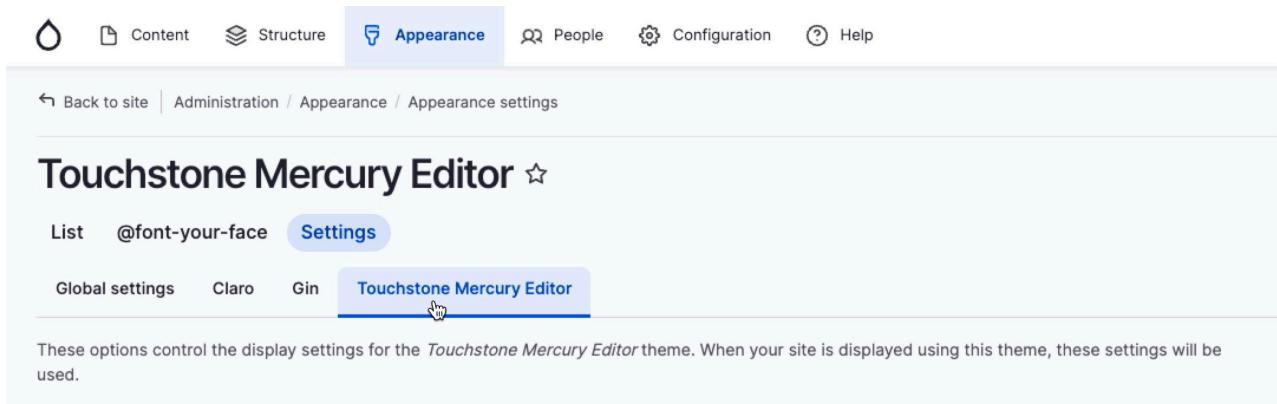 Content Structure Appearance People Configuration Help
Back to site Administration / Appearance / Appearance settings
Touchstone Mercury Editor
List @font-your-face Settings
Global settings Claro Gin Touchstone Mercury Editor
These options control the display settings for the Touchstone Mercury Editor theme. When your site is displayed using this theme, these settings will be
used.